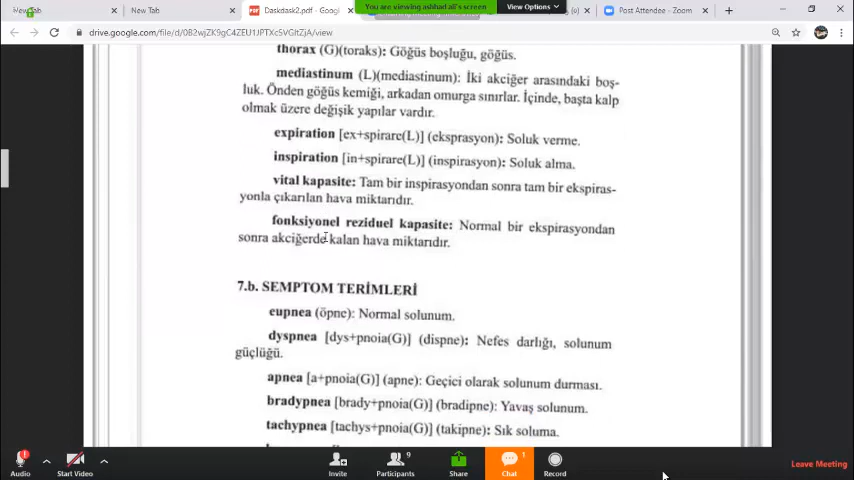 New Tab
New Tab
Daskdask2.pdf - Googl
You are viewing ashhad ali's screen
View Options
Post Attendee - Zoom
drive.google.com/file/d/0B2wjZK9gC4ZEU1JPTXc5VGltZjA/view
thorax (G)(toraks): Göğüs boşluğu, göğüs.
mediastinum (L)(mediastinum): İki akciğer arasındaki boş-
luk. Önden göğüs kemiği, arkadan omurga sınırlar. İçinde, başta kalp
olmak üzere değişik yapılar vardır.
expiration [ex+spirare(L)] (eksprasyon): Soluk verme.
inspiration [in+spirare(L)] (inspirasyon): Soluk alma.
vital kapasite: Tam bir inspirasyondan sonra tam bir ekspiras-
yonla çıkarılan hava miktarıdır.
fonksiyonel reziduel kapasite: Normal bir ekspirasyondan
sonra akciğerde kalan hava miktarıdır.
7.b. SEMPTOM TERİMLERİ
eupnea (öpne): Normal solunum.
dyspnea [dys+pnoia(G)] (dispne): Nefes darlığı, solunum
güçlüğü.
apnea [a+pnoia(G)] (apne): Geçici olarak solunum durması.
bradypnea [brady+pnoia(G)] (bradipne): Yavaş solunum.
tachypnea [tachys+pnoia(G)] (takipne): Sık soluma.
9
1
Audio
Start Video
Invite
Participants
Share
Chat
Record
Leave Meeting